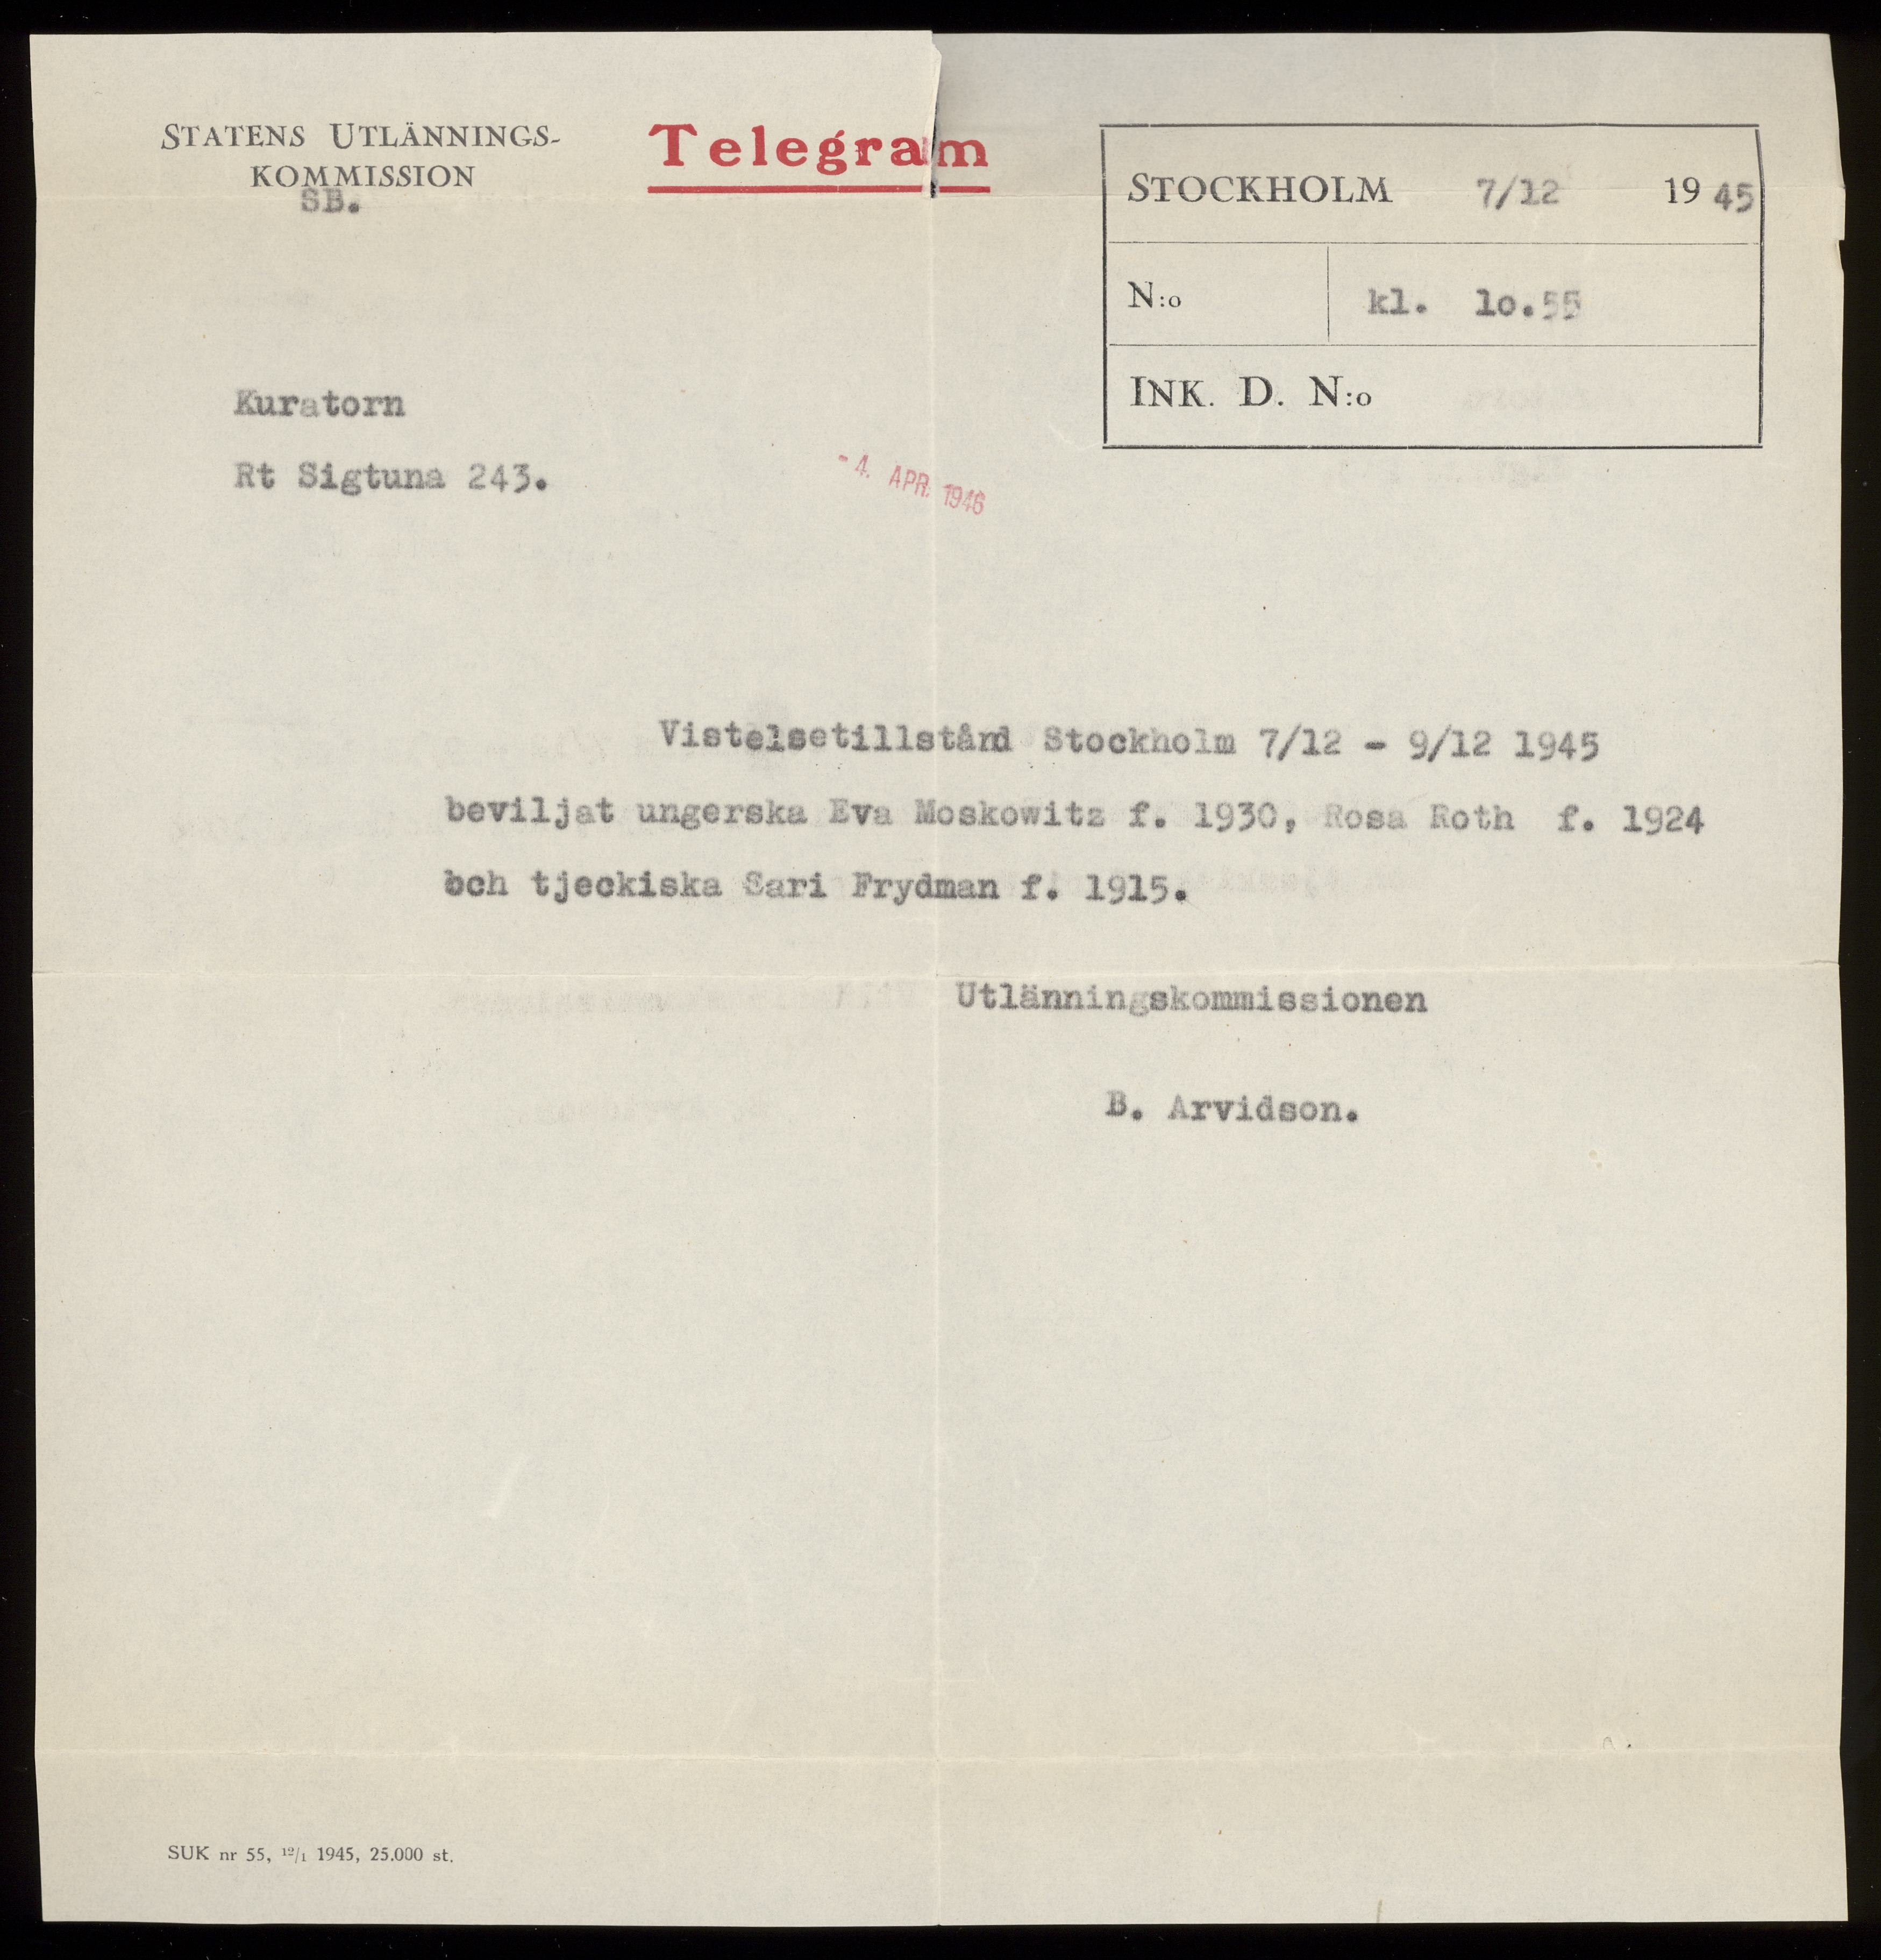 STATENS UTLÄNNINGS-
KOMMISSION
SB.
Telegram
STOCKHOLM 7/12 1945
N:o kl. lo.55
INK. D. N:o
Kuratorn
Rt Sigtuna 243.
- 4. APR. 1946
Vistelsetillstånd Stockholm 7/12 - 9/12 1945
beviljat ungerska Eva Moskowitz f. 1930, Rosa Roth f. 1924
och tjeckiska Sari Frydman f. 1915.
Utlänningskommissionen
B. Arvidson.
SUK nr 55, 12/1 1945, 25.000 st.